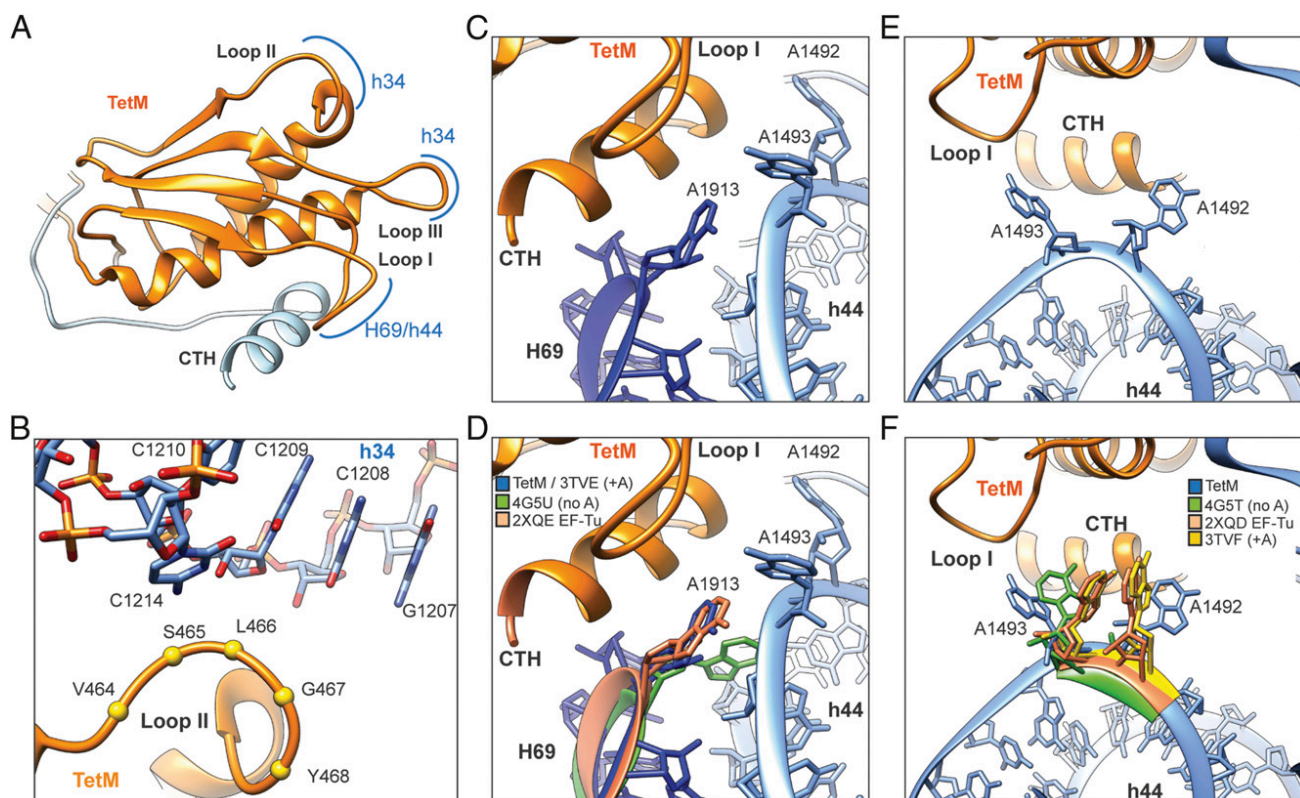 A
Loop II
h34
TetM
h34
Loop III
Loop I
H69/h44
CTH
B
C1210
C1209
h34
C1208
C1214
G1207
S465
L466
V464
G467
Loop II
Y468
TetM
C
TetM
Loop I
A1492
A1493
A1913
CTH
H69
h44
D
TetM
Loop I
A1492
TetM / 3TVE (+A)
4G5U (no A)
2XQE EF-Tu
A1493
A1913
CTH
H69
h44
E
TetM
CTH
Loop I
A1492
A1493
h44
F
TetM
TetM
4G5T (no A)
2XQD EF-Tu
3TVF (+A)
CTH
Loop I
A1492
A1493
h44